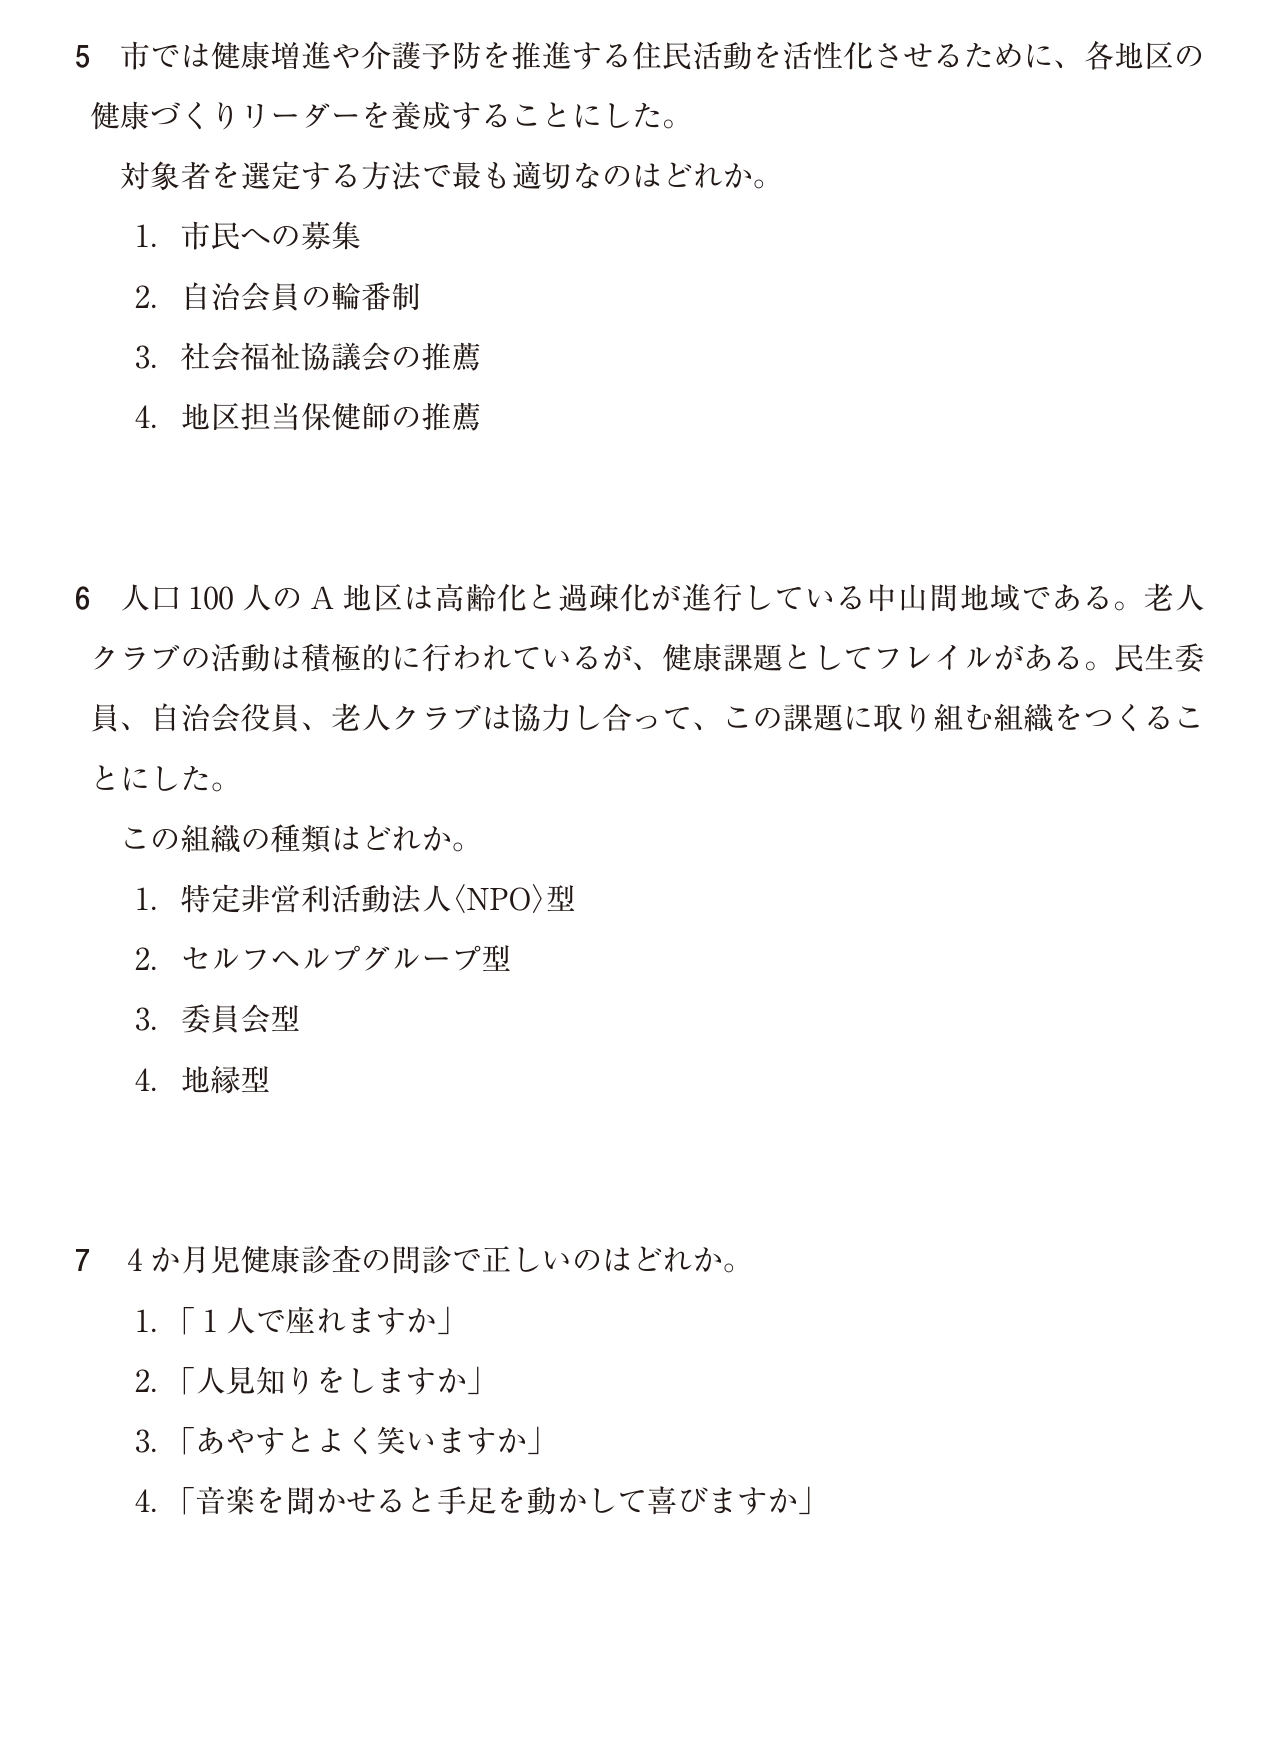 5　市では健康増進や介護予防を推進する住民活動を活性化させるために、各地区の
健康づくりリーダーを養成することにした。
対象者を選定する方法で最も適切なのはどれか。
1. 市民への募集
2. 自治会員の輪番制
3. 社会福祉協議会の推薦
4. 地区担当保健師の推薦
6　人口 100 人の A 地区は高齢化と過疎化が進行している中山間地域である。老人
クラブの活動は積極的に行われているが、健康課題としてフレイルがある。民生委
員、自治会役員、老人クラブは協力し合って、この課題に取り組む組織をつくるこ
とにした。
この組織の種類はどれか。
1. 特定非営利活動法人〈NPO〉型
2. セルフヘルプグループ型
3. 委員会型
4. 地縁型
7　4 か月児健康診査の問診で正しいのはどれか。
1. 「1 人で座れますか」
2. 「人見知りをしますか」
3. 「あやすとよく笑いますか」
4. 「音楽を聞かせると手足を動かして喜びますか」